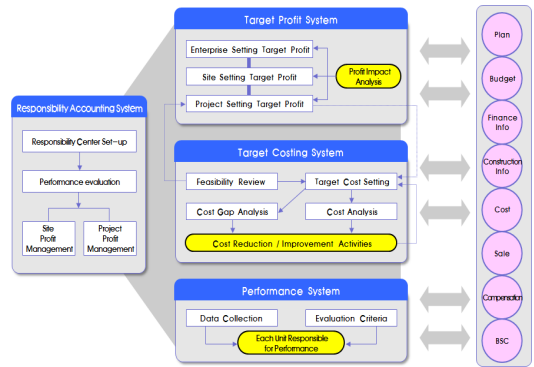 Responsibility Accounting System
Responsibility Center Set-up
Performance evaluation
Site
Profit
Management
Project
Profit
Management
Target Profit System
Enterprise Setting Target Profit
Site Setting Target Profit
Project Setting Target Profit
Profit Impact
Analysis
Target Costing System
Feasibility Review
Target Cost Setting
Cost Gap Analysis
Cost Analysis
Cost Reduction / Improvement Activities
Performance System
Data Collection
Evaluation Criteria
Each Unit Responsible
for Performance
Plan
Budget
Finance
Info
Construction
Info
Cost
Sale
Compensation
BSC